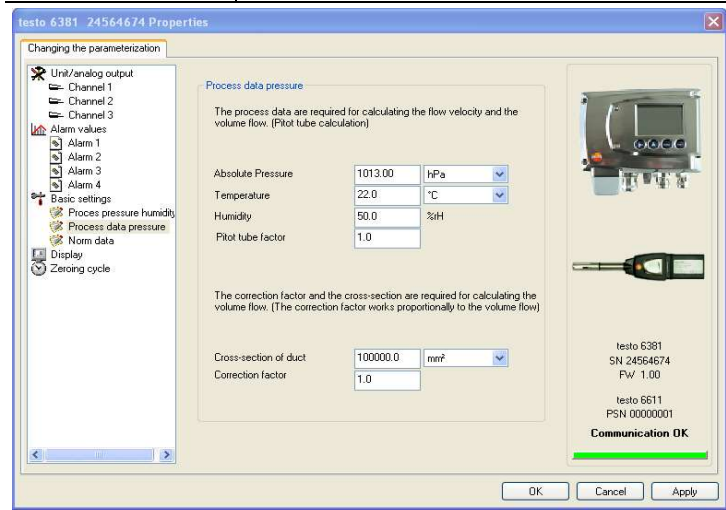 testo 6381 24564674 Properties
Changing the parameterization
Unit/analog output
Channel 1
Channel 2
Channel 3
Alarm values
Alarm 1
Alarm 2
Alarm 3
Alarm 4
Basic settings
Proces pressure humidity
Process data pressure
Norm data
Display
Zeroing cycle
Process data pressure
The process data are required for calculating the flow velocity and the
volume flow. (Pitot tube calculation)
Absolute Pressure 1013.00 hPa
Temperature 22.0 °C
Humidity 50.0 %rH
Pitot tube factor 1.0
The correction factor and the cross-section are required for calculating the
volume flow. (The correction factor works proportionally to the volume flow)
Cross-section of duct 100000.0 mm²
Correction factor 1.0
testo 6381
SN 24564674
FW 1.00
testo 6611
PSN 00000001
Communication OK
OK Cancel Apply